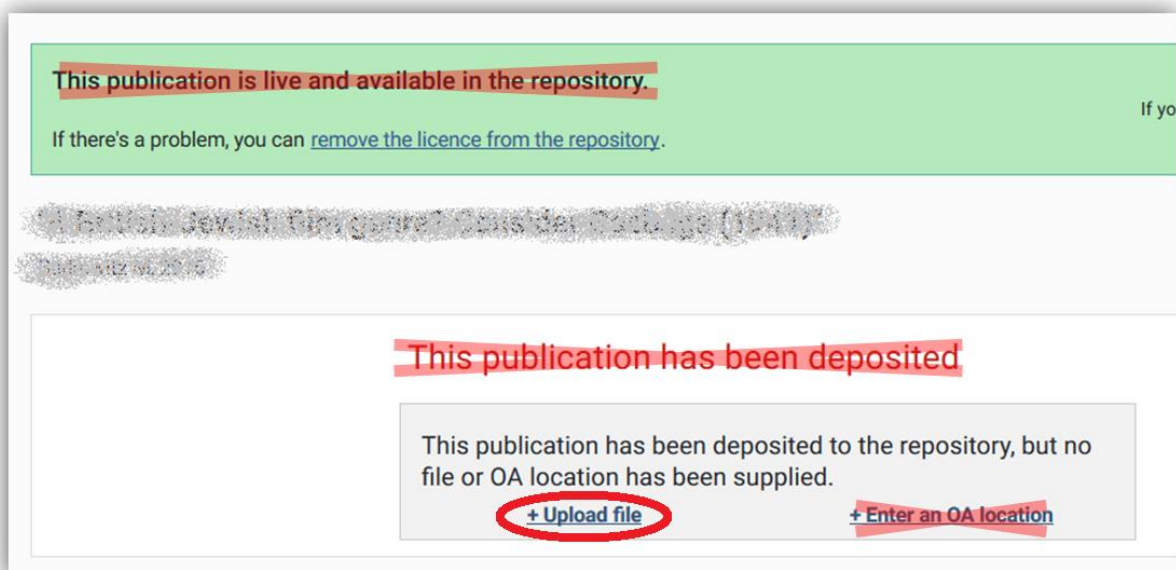 This publication is live and available in the repository.
If yo
If there's a problem, you can remove the licence from the repository.
This publication has been deposited
This publication has been deposited to the repository, but no
file or OA location has been supplied.
+ Upload file
+ Enter an OA location